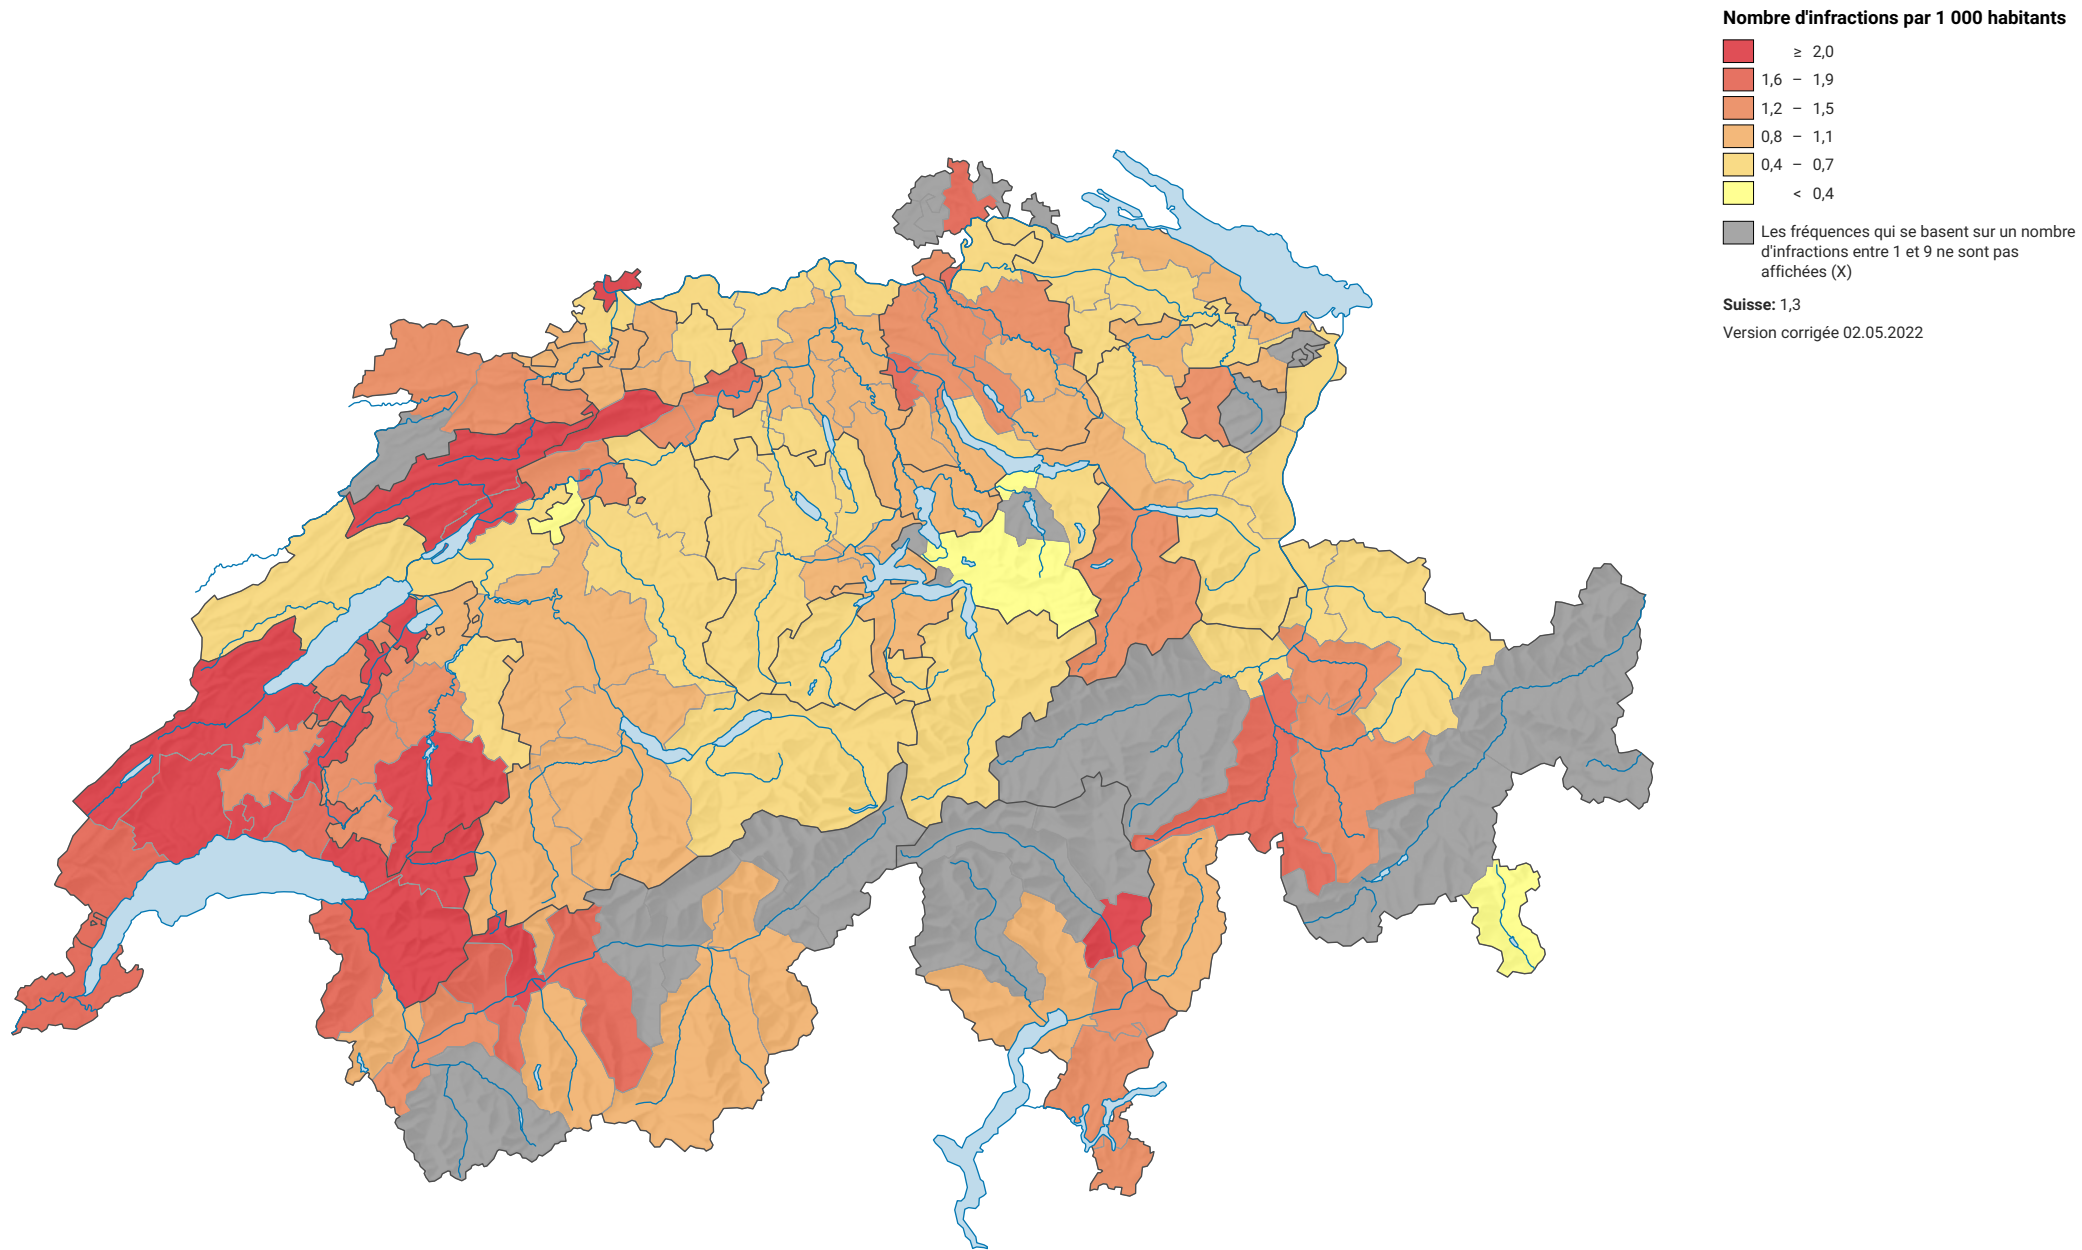 Nombre d'infractions par 1 000 habitants
≥ 2,0
1,6 – 1,9
1,2 – 1,5
0,8 – 1,1
0,4 – 0,7
< 0,4
Les fréquences qui se basent sur un nombre
d'infractions entre 1 et 9 ne sont pas
affichées (X)
Suisse: 1,3
Version corrigée 02.05.2022